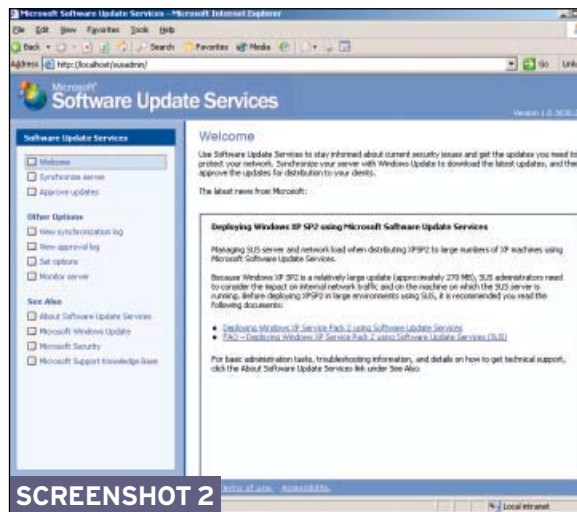 Microsoft Software Update Services - Microsoft Internet Explorer
File Edit View Favorites Tools Help
Back Search Favorites Media
Address http://localhost/susadmin/ Go Links
Microsoft
Software Update Services
Version 1.0
Software Update Services
Welcome
Synchronize server
Approve updates
Other Options
View synchronization log
View approval log
Set options
Monitor server
See Also
About Software Update Services
Microsoft Windows Update
Microsoft Security
Microsoft Support Knowledge Base
Welcome
Use Software Update Services to stay informed about current security issues and get the updates you need to
protect your network. Synchronize your server with Windows Update to download the latest updates, and then
approve the updates for distribution to your clients.
The latest news from Microsoft:
Deploying Windows XP SP2 using Microsoft Software Update Services
Managing SUS server and network load when distributing XPSP2 to large numbers of XP machines using
Microsoft Software Update Services.
Because Windows XP SP2 is a relatively large update (approximately 270 MB), SUS administrators need
to consider the impact on internal network traffic and on the machine on which the SUS server is
running. Before deploying XPSP2 in large environments using SUS, it is recommended you read the
following documents:
Deploying Windows XP Service Pack 2 using Software Update Services
FAQ – Deploying Windows XP Service Pack 2 using Software Update Services (SUS)
For basic administration tasks, troubleshooting information, and details on how to get technical support,
click the About Software Update Services link under See Also.
Terms of use. Accessibility.
SCREENSHOT 2
Local intranet